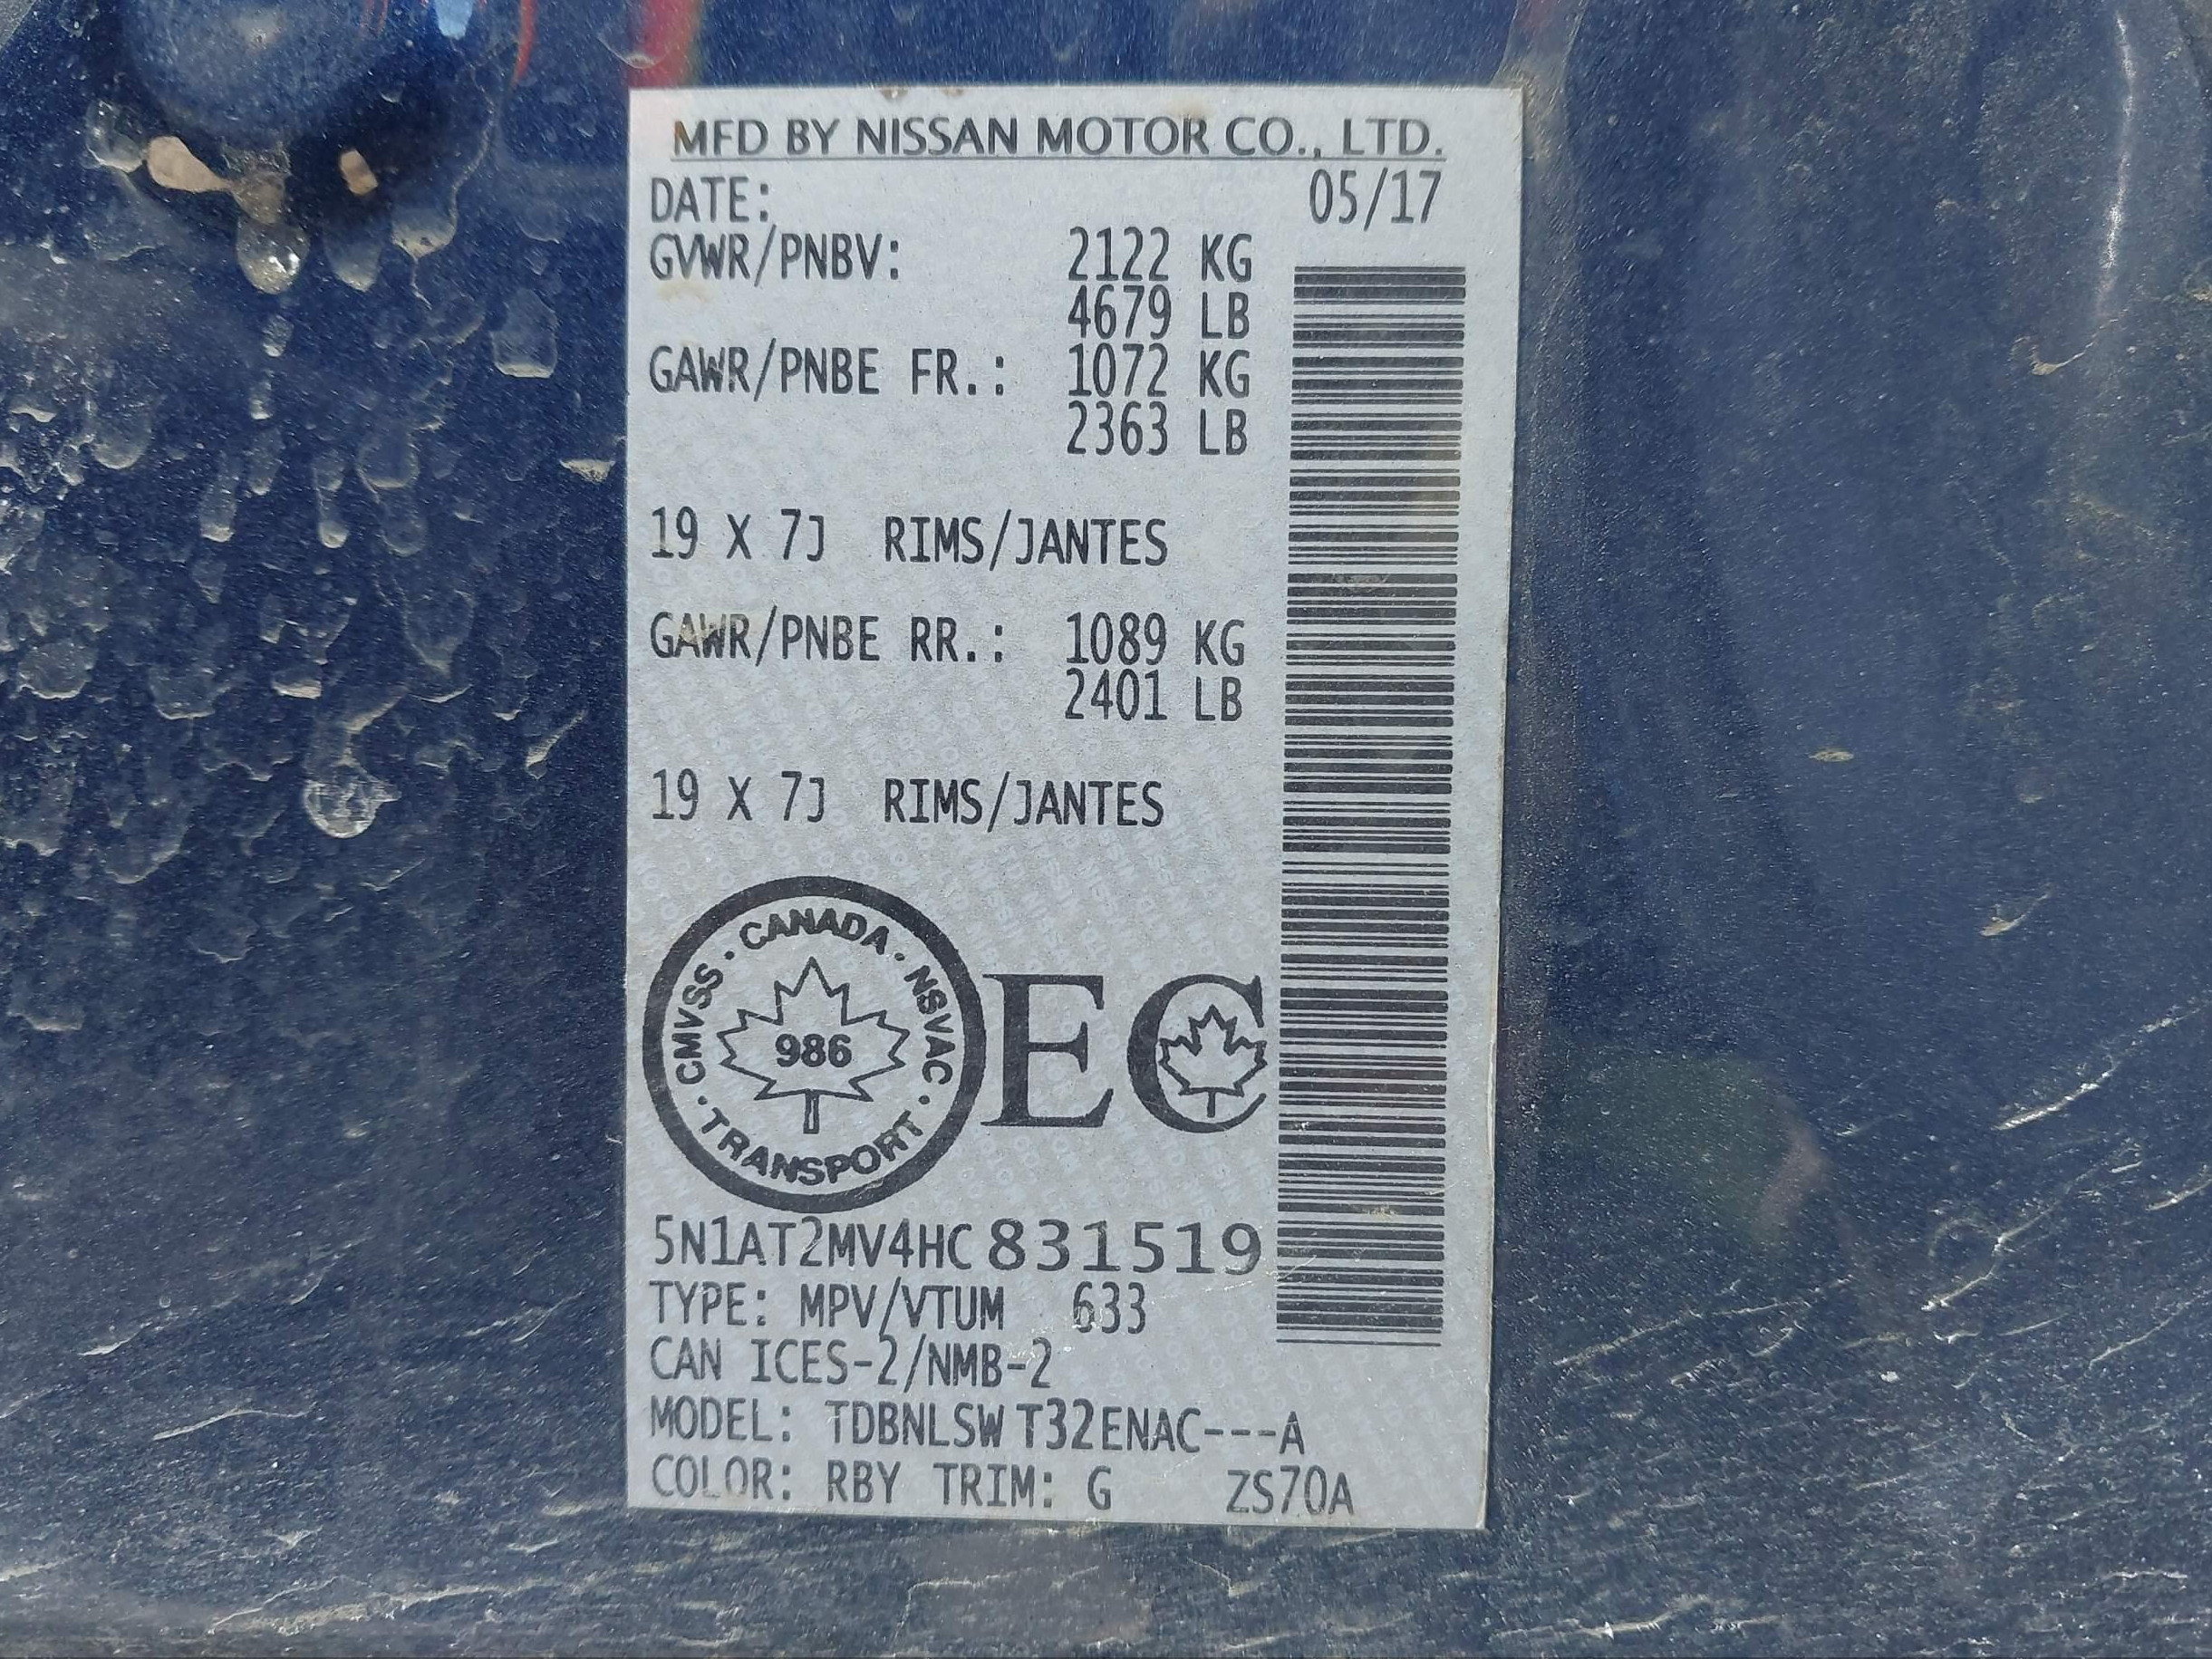 MFD BY NISSAN MOTOR CO., LTD.
DATE: 05/17
GVWR/PNBV: 2122 KG
4679 LB
GAWR/PNBE FR.: 1072 KG
2363 LB
19 X 7J RIMS/JANTES
GAWR/PNBE RR.: 1089 KG
2401 LB
19 X 7J RIMS/JANTES
CMVSS · CANADA · NSVAC · TRANSPORT ·
986
EC
5N1AT2MV4HC831519
TYPE: MPV/VTUM 633
CAN ICES-2/NMB-2
MODEL: TDBNLSW T32ENAC---A
COLOR: RBY TRIM: G ZS70A